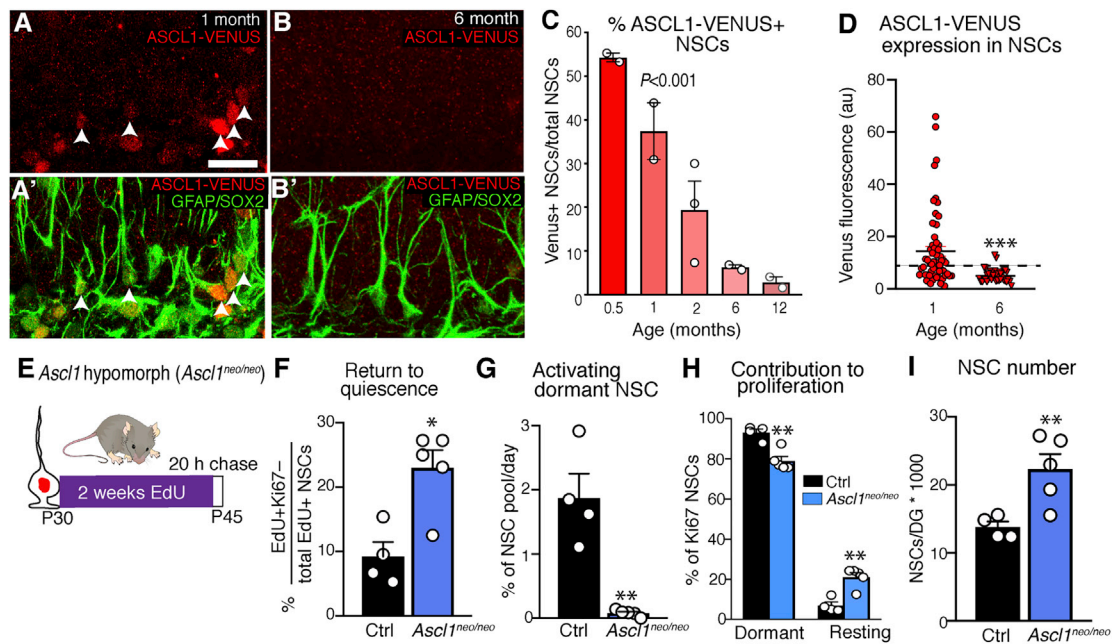 A
1 month
ASCL1-VENUS
B
6 month
ASCL1-VENUS
A'
ASCL1-VENUS
GFAP/SOX2
B'
ASCL1-VENUS
GFAP/SOX2
C
% ASCL1-VENUS+
NSCs
Venus+ NSCs/total NSCs
60
50
40
30
20
10
0
P<0.001
0.5
1
2
6
12
Age (months)
D
ASCL1-VENUS
expression in NSCs
Venus fluorescence (au)
80
60
40
20
0
***
1
6
Age (months)
E
Ascl1 hypomorph (Ascl1neo/neo)
20 h chase
2 weeks EdU
P30
P45
F
Return to
quiescence
% EdU+Ki67–
total EdU+ NSCs
30
20
10
0
*
Ctrl
Ascl1neo/neo
G
Activating
dormant NSC
% of NSC pool/day
3
2
1
0
**
Ctrl
Ascl1neo/neo
H
Contribution to
proliferation
% of Ki67 NSCs
100
80
60
40
20
0
**
Ctrl
Ascl1neo/neo
**
Dormant
Resting
I
NSC number
NSCs/DG * 1000
30
20
10
0
**
Ctrl
Ascl1neo/neo